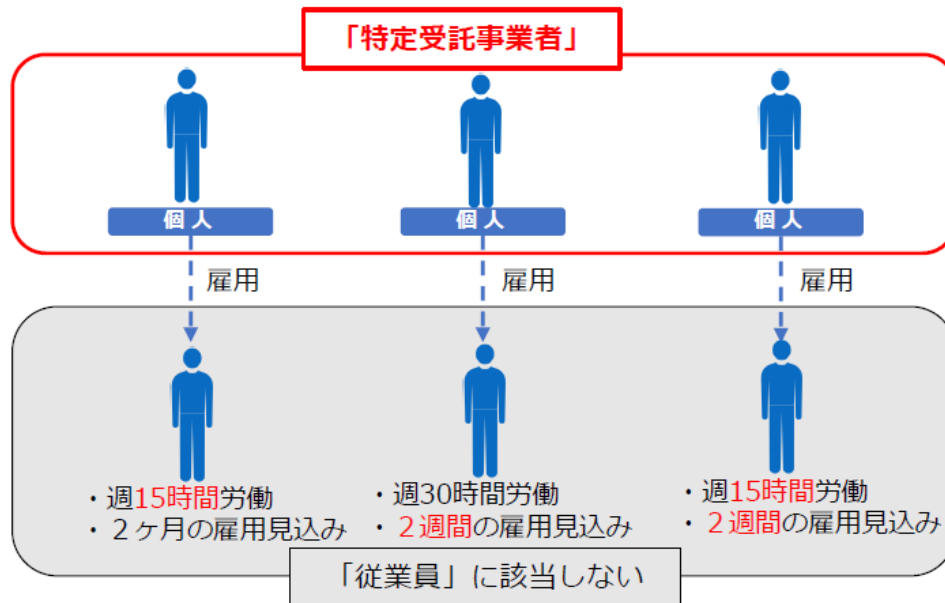 「特定受託事業者」
個人
個人
個人
雇用
雇用
雇用
・週15時間労働
・２ヶ月の雇用見込み
・週30時間労働
・２週間の雇用見込み
・週15時間労働
・２週間の雇用見込み
「従業員」に該当しない